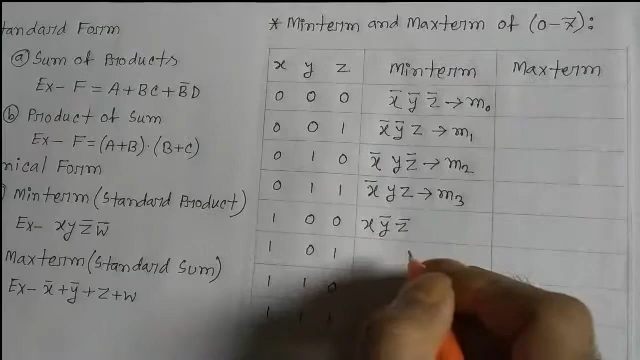 tandard Form
ⓐ Sum of Products
Ex- F = A + BC + B̄D
ⓑ Product of Sum
Ex- F = (A+B)·(B+C)
nical Form
) Minterm (Standard Product)
Ex- xyz̄w̄
Maxterm (Standard Sum)
Ex- x̄+ȳ+z+w
* Minterm and Maxterm of (0-7):
x y z Minterm Maxterm
0 0 0 x̄ȳz̄ → m₀
0 0 1 x̄ȳz → m₁
0 1 0 x̄yz̄ → m₂
0 1 1 x̄yz → m₃
1 0 0 xȳz̄
1 0 1
1 1 0
1 1 1